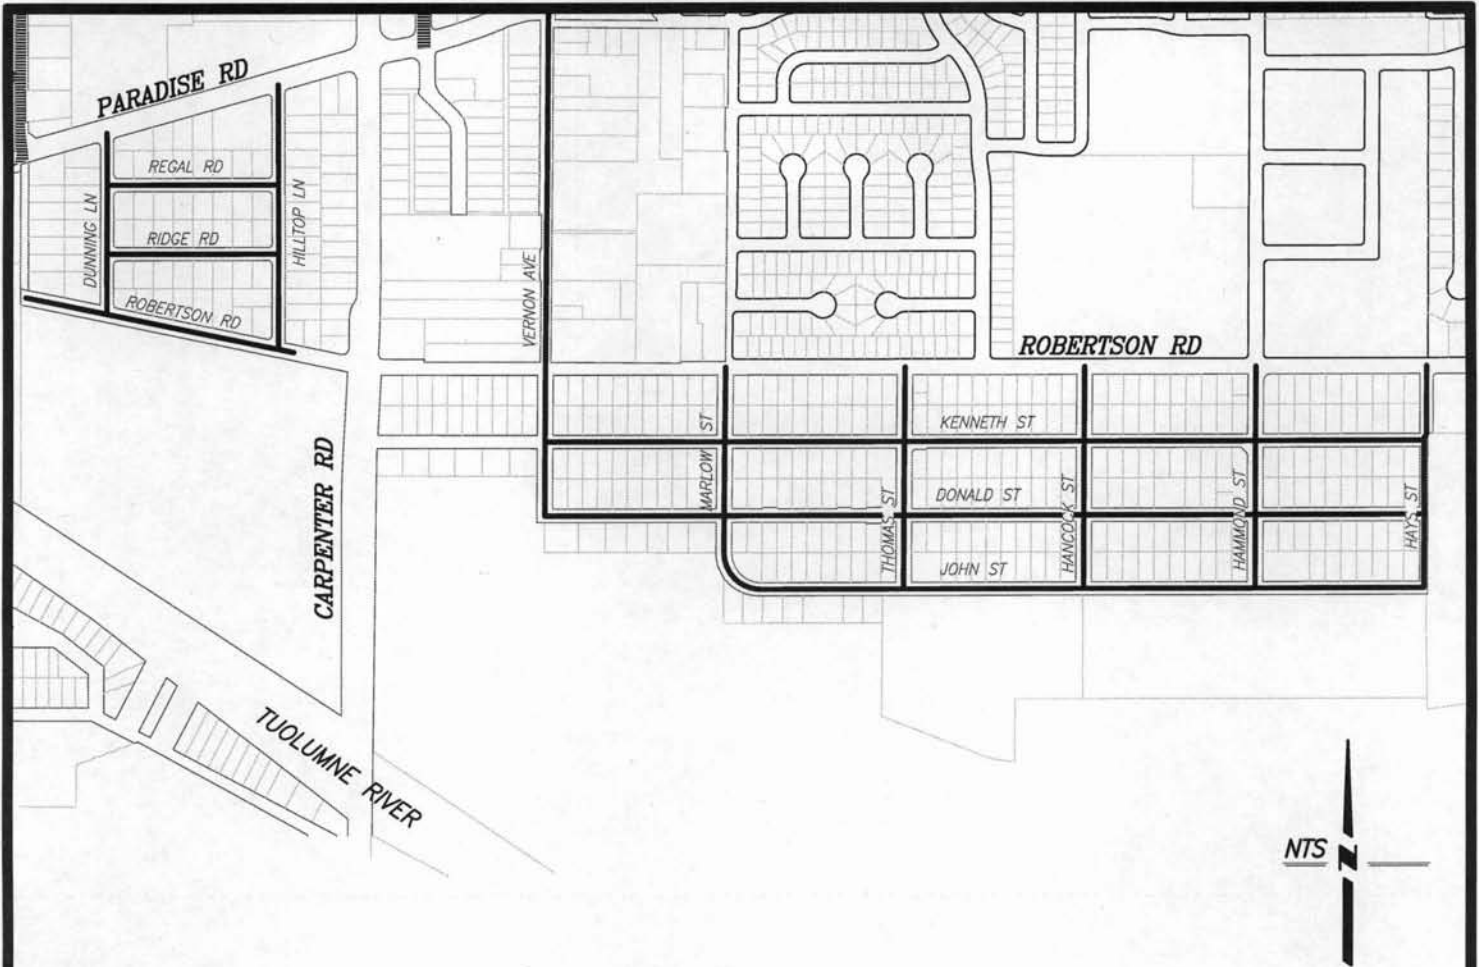 PARADISE RD
REGAL RD
DUNNING LN
HILLTOP LN
RIDGE RD
VERNON AVE
ROBERTSON RD
ROBERTSON RD
KENNETH ST
MARLOW ST
CARPENTER RD
DONALD ST
THOMAS ST
HANCOCK ST
HAMMOND ST
HAYS ST
JOHN ST
TUOLUMNE RIVER
NTS
N